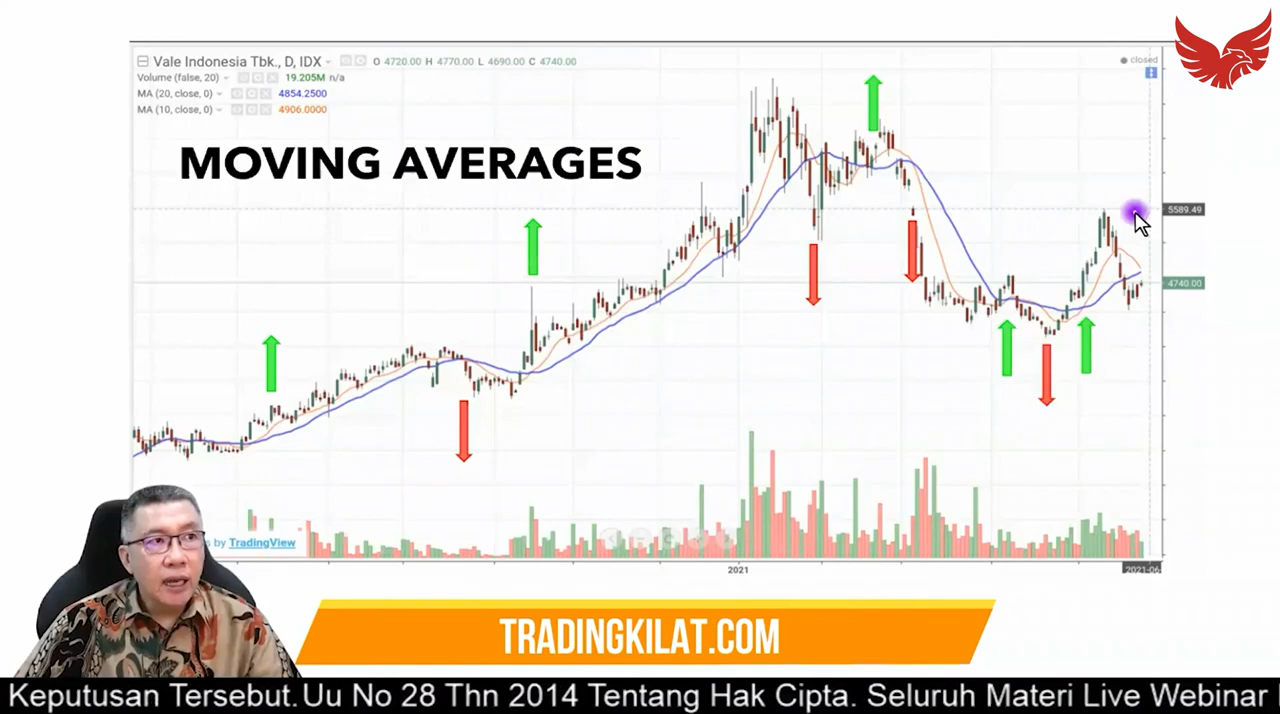 Vale Indonesia Tbk., D, IDX O 4720.00 H 4770.00 L 4690.00 C 4740.00
closed
Volume (false, 20) 19.205M n/a
MA (20, close, 0) 4854.2500
MA (10, close, 0) 4906.0000
MOVING AVERAGES
5589.49
4740.00
by TradingView
2021
2021-06
TRADINGKILAT.COM
Keputusan Tersebut.Uu No 28 Thn 2014 Tentang Hak Cipta. Seluruh Materi Live Webinar